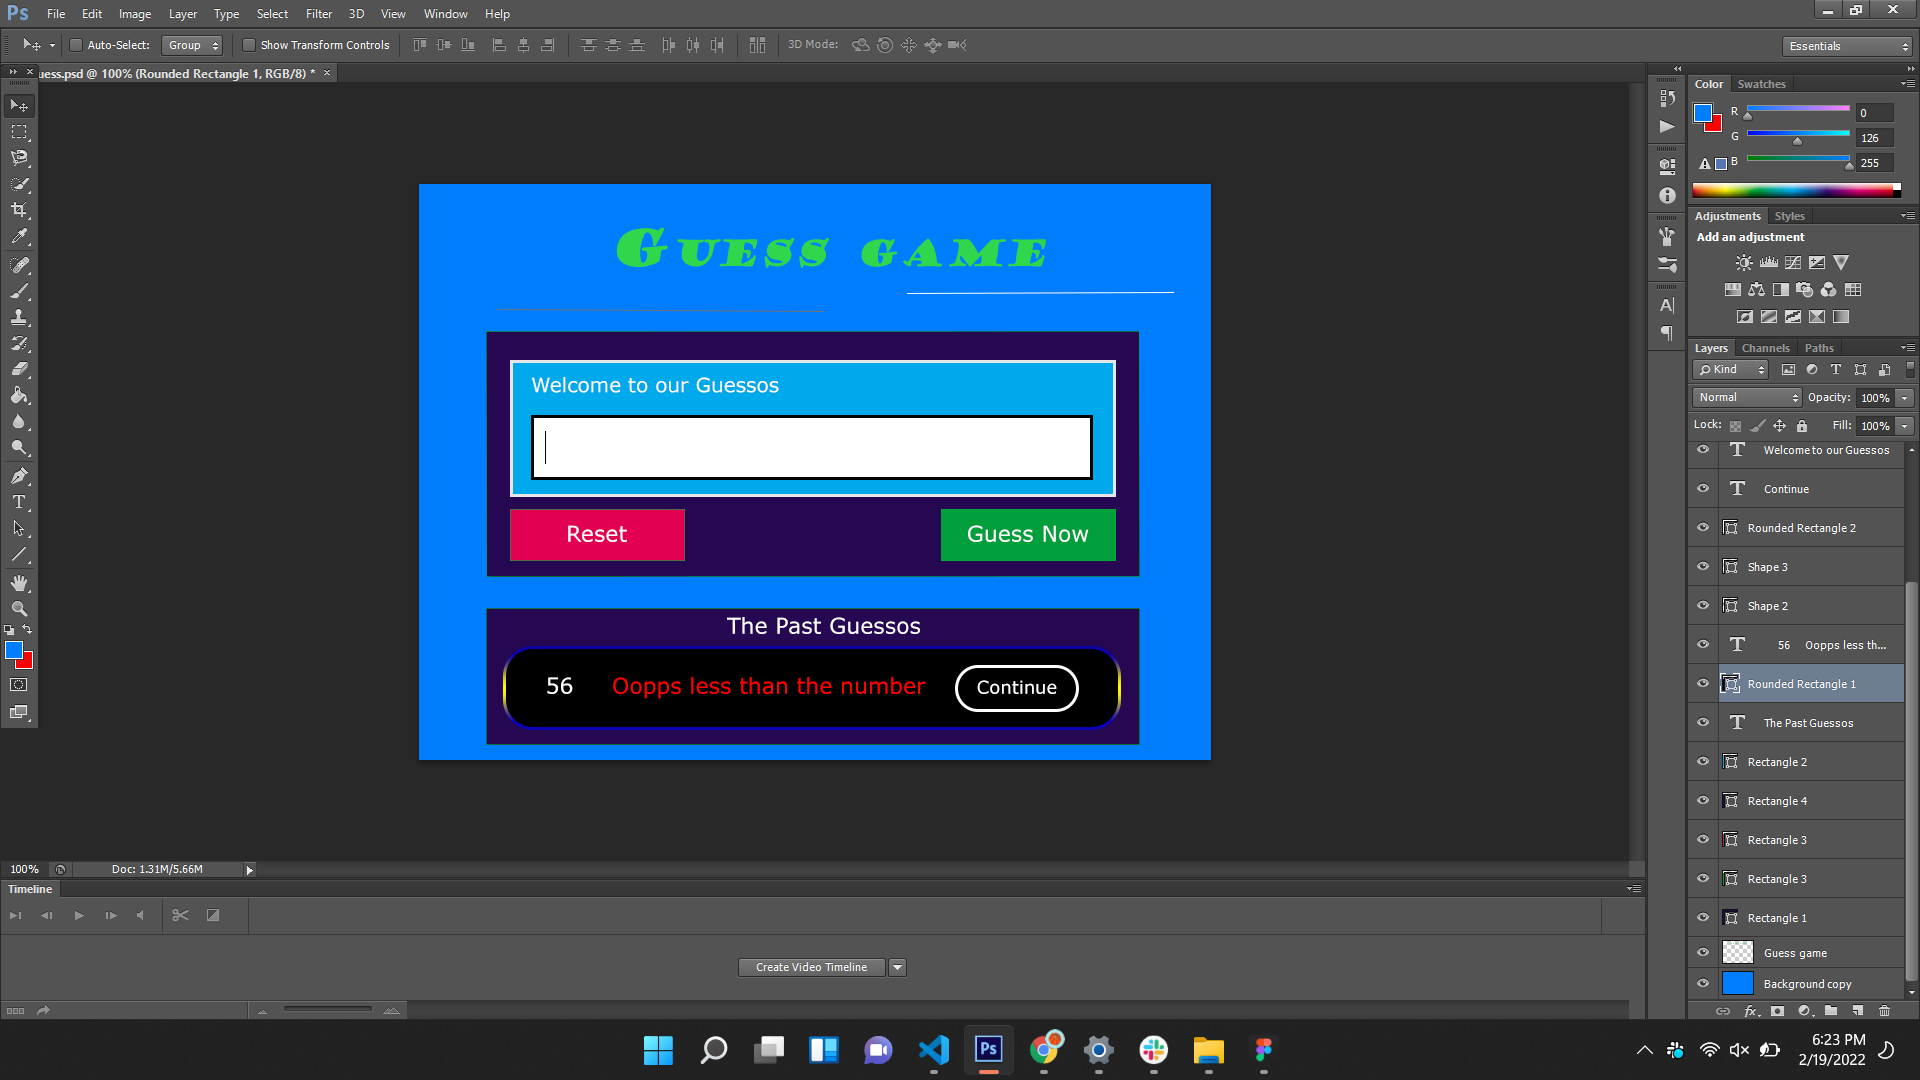 Ps File Edit Image Layer Type Select Filter 3D View Window Help
Auto-Select: Group Show Transform Controls 3D Mode: Essentials
uess.psd @ 100% (Rounded Rectangle 1, RGB/8) * ×
Color Swatches
R 0
G 126
B 255
Adjustments Styles
Add an adjustment
Layers Channels Paths
Kind
Normal Opacity: 100%
Lock: Fill: 100%
Welcome to our Guessos
Continue
Rounded Rectangle 2
Shape 3
Shape 2
56 Oopps less th...
Rounded Rectangle 1
The Past Guessos
Rectangle 2
Rectangle 4
Rectangle 3
Rectangle 3
Rectangle 1
Guess game
Background copy
Guess game
Welcome to our Guessos
Reset Guess Now
The Past Guessos
56 Oopps less than the number Continue
100% Doc: 1.31M/5.66M
Timeline
Create Video Timeline
Ps
6:23 PM
2/19/2022